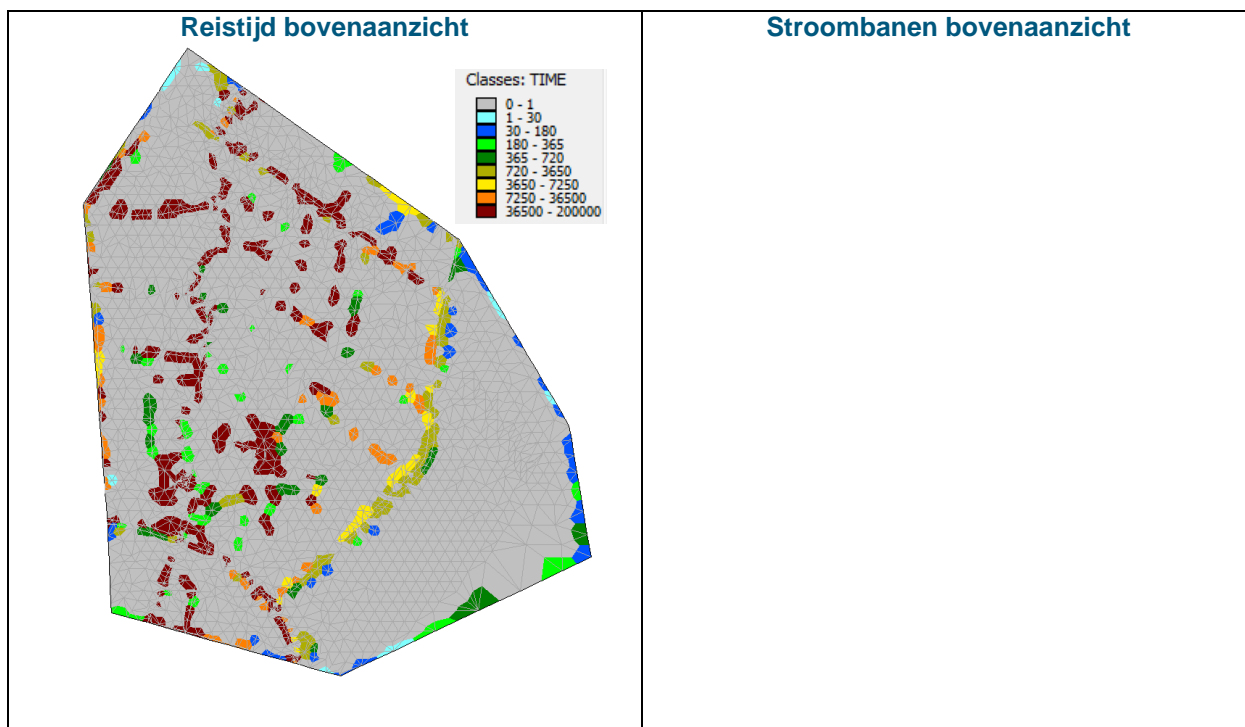 Reistijd bovenaanzicht
Stroombanen bovenaanzicht
Classes: TIME
0 - 1
1 - 30
30 - 180
180 - 365
365 - 720
720 - 3650
3650 - 7250
7250 - 36500
36500 - 200000